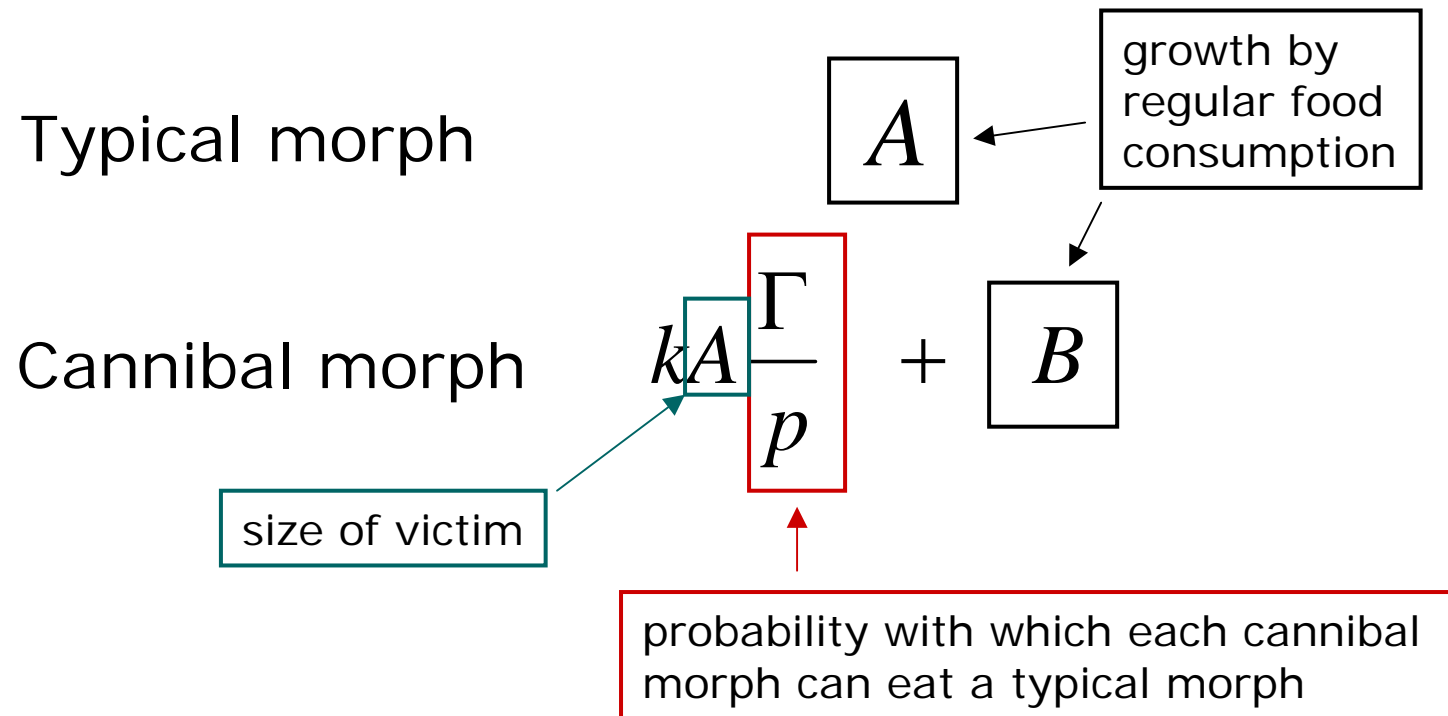 Typical morph
A
growth by
regular food
consumption
Cannibal morph
kA Γ/p + B
size of victim
probability with which each cannibal
morph can eat a typical morph